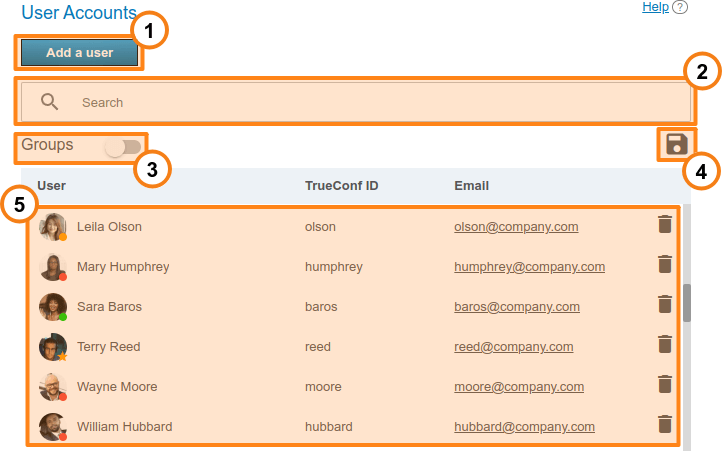 User Accounts
Help ?
1
Add a user
2
Search
Groups
3
4
User TrueConf ID Email
5
Leila Olson olson olson@company.com
Mary Humphrey humphrey humphrey@company.com
Sara Baros baros baros@company.com
Terry Reed reed reed@company.com
Wayne Moore moore moore@company.com
William Hubbard hubbard hubbard@company.com